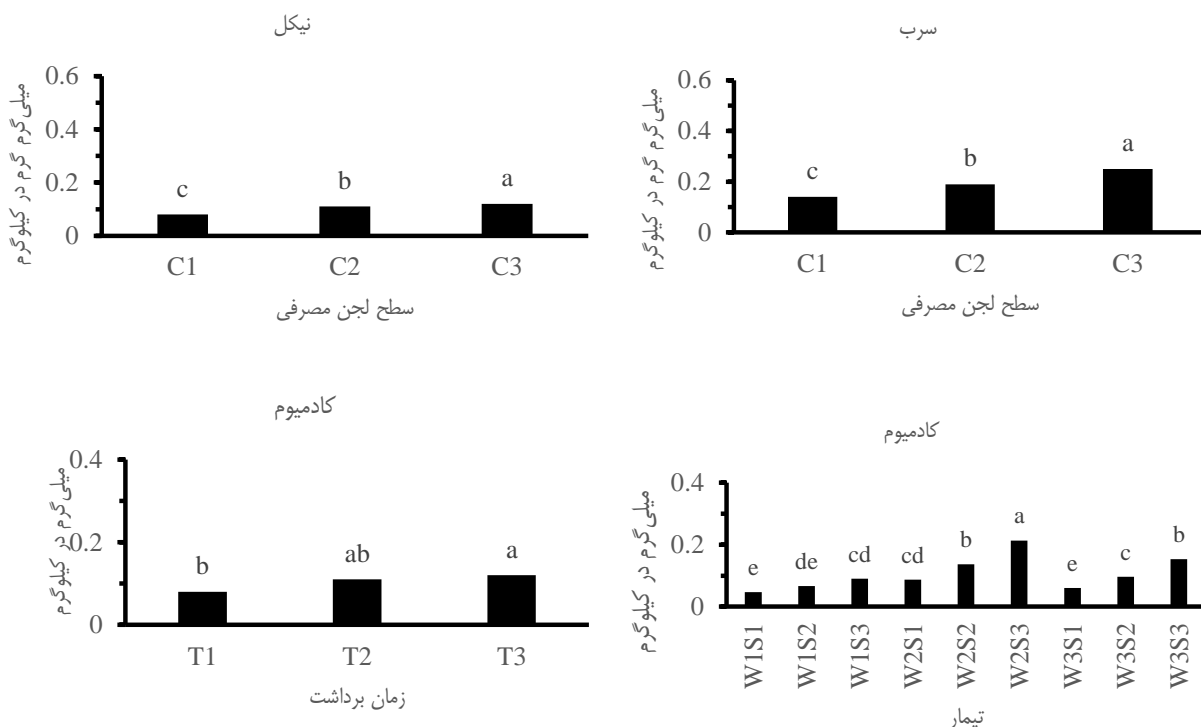 نیکل
میلی‌گرم گرم در کیلوگرم
0.6
0.4
0.2
0
c
b
a
C1 C2 C3
سطح لجن مصرفی
سرب
میلی‌گرم گرم در کیلوگرم
0.6
0.4
0.2
0
c
b
a
C1 C2 C3
سطح لجن مصرفی
کادمیوم
میلی‌گرم در کیلوگرم
0.4
0.2
0
b
ab
a
T1 T2 T3
زمان برداشت
کادمیوم
میلی‌گرم در کیلوگرم
0.4
0.2
0
e
de
cd
cd
b
a
e
c
b
W1S1
W1S2
W1S3
W2S1
W2S2
W2S3
W3S1
W3S2
W3S3
تیمار